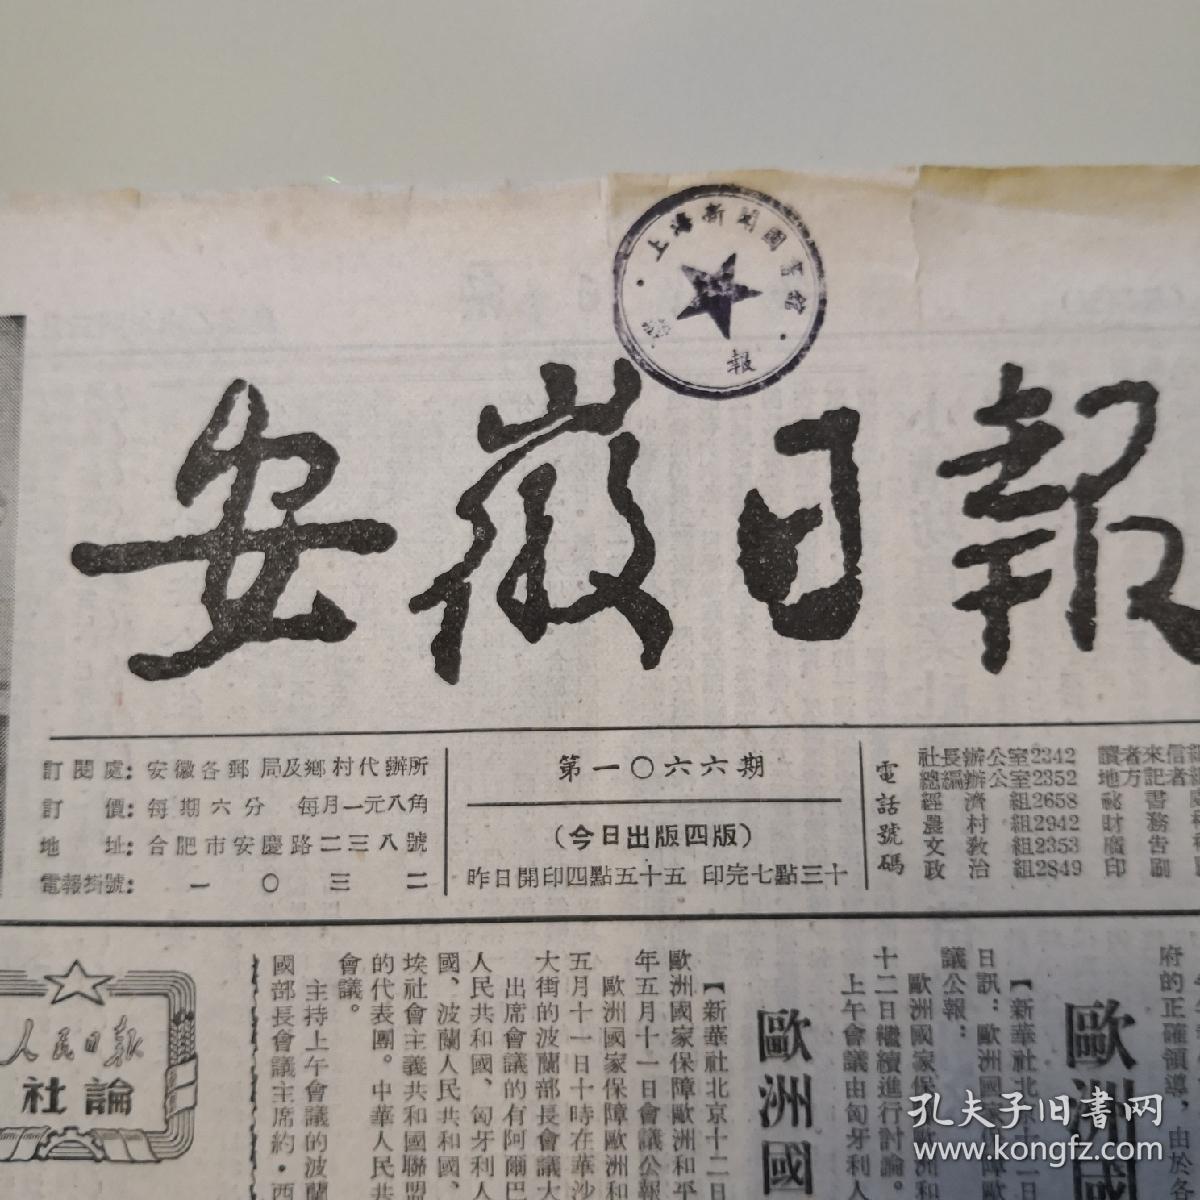 上海新聞圖書館
報
安徽日報
訂閱處：安徽各郵局及鄉村代辦所
訂價：每期六分 每月一元八角
地址：合肥市安慶路二三八號
電報掛號：一〇三二
第一〇六六期
（今日出版四版）
昨日開印四點五十五 印完七點三十
電話號碼
社長辦公室2342 讀者來信
總編辦公室2352 地方記者
經濟組2658 秘書
農村組2942 財務
文教組2353 廣告
政治組2849 印刷
府的正確領導，由於各
歐洲國
【新華社北京十二日
日訊：歐洲國
議公報：
歐洲國家保
十二日繼續進行討論。
上午會議由匈牙利人
歐洲國
【新華社北京十二日
歐洲國家保障歐洲和平
年五月十一日會議公報
歐洲國家保障歐洲和
五月十一日十時在華沙
大街的波蘭部長會議大
出席會議的有阿爾巴
人民共和國、匈牙利人
國、波蘭人民共和國、
埃社會主義共和國聯盟
的代表團。中華人民共
會議。
主持上午會議的波蘭
國部長會議主席約·西
人民日報
社論
孔夫子旧書网
www.kongfz.com